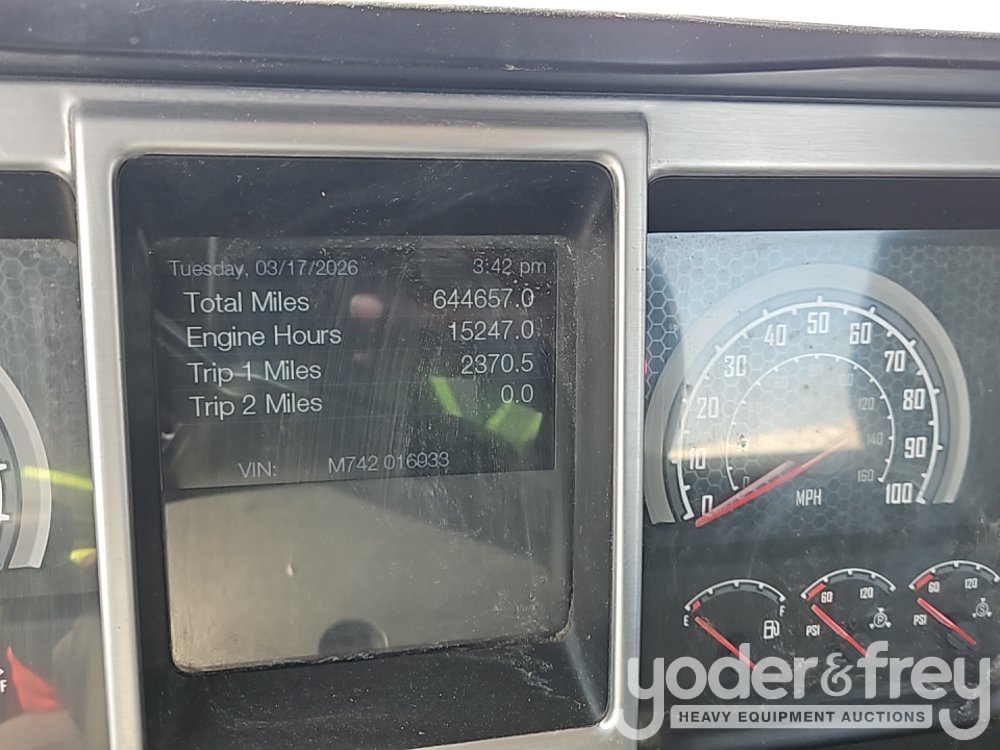 Tuesday, 03/17/2026 3:42 pm
Total Miles 644657.0
Engine Hours 15247.0
Trip 1 Miles 2370.5
Trip 2 Miles 0.0
VIN: M742 016933
0 10 20 30 40 50 60 70 80 90 100
120 140 160
MPH
E F
60 120
PSI P
60 120
PSI S
F
yoder&frey
HEAVY EQUIPMENT AUCTIONS